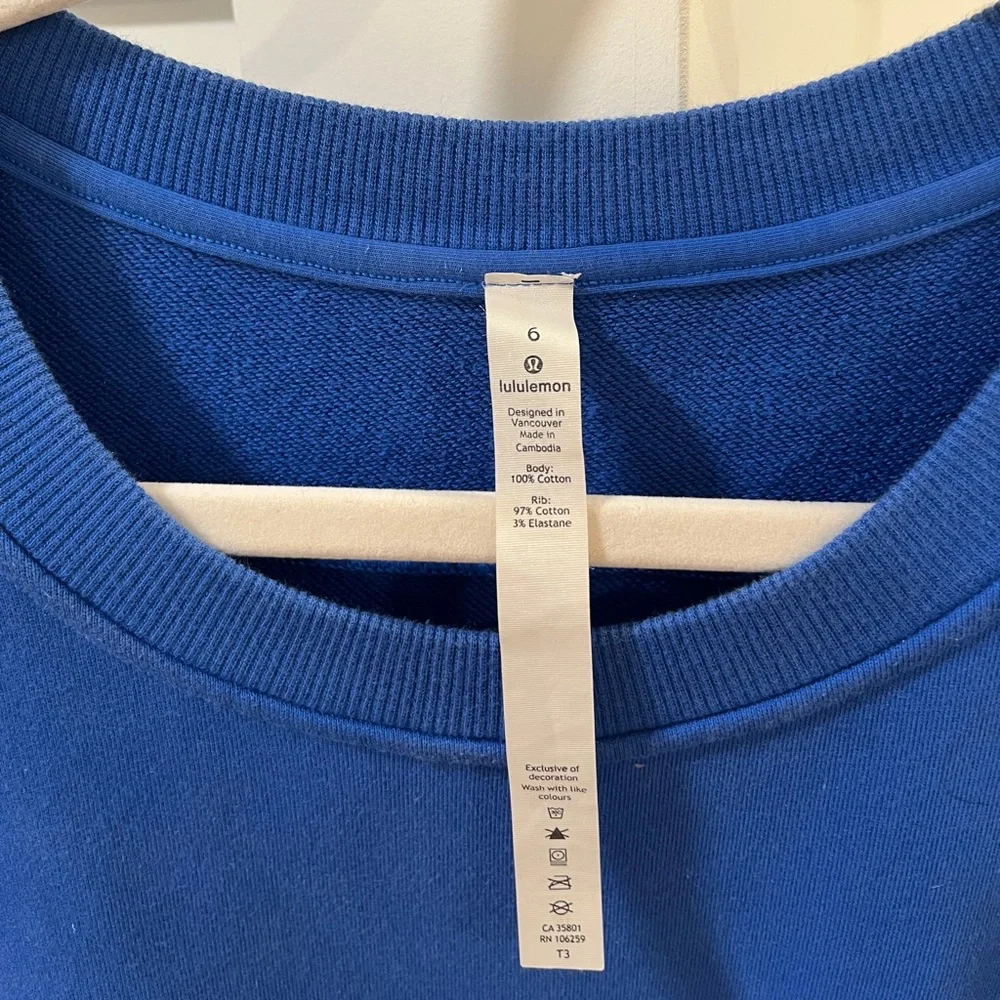 6
lululemon
Designed in
Vancouver
Made in
Cambodia
Body:
100% Cotton
Rib:
97% Cotton
3% Elastane
Exclusive of
decoration
Wash with like
colours
CA 35801
RN 106259
T3